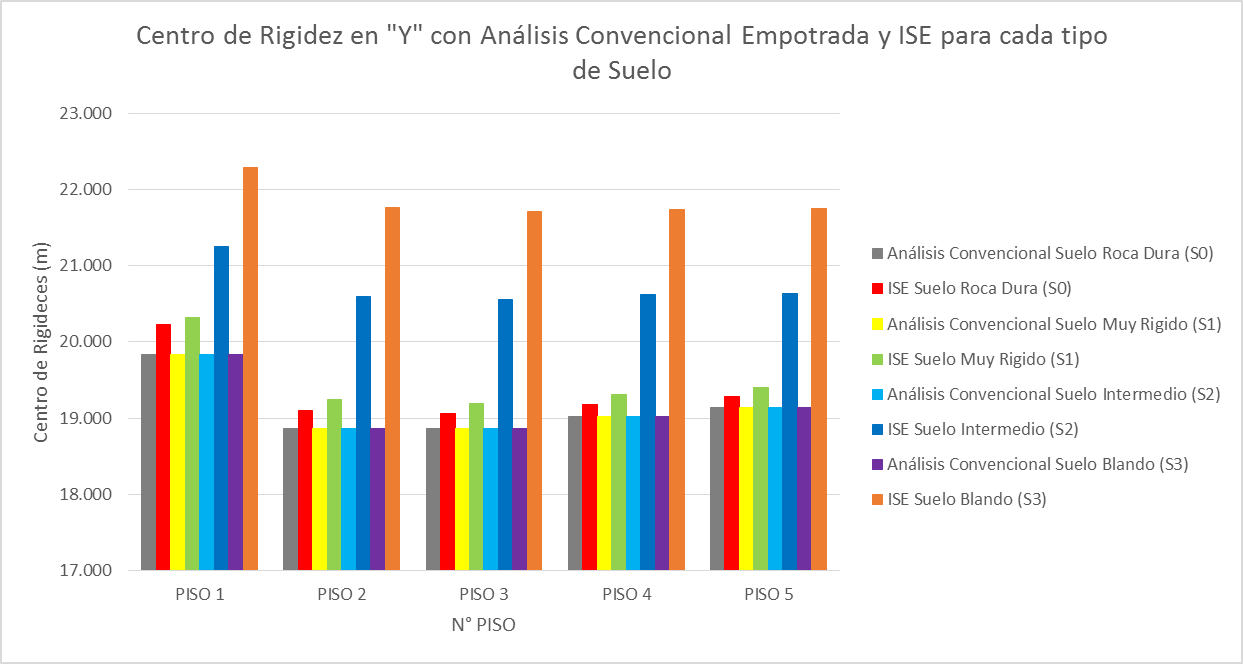 Centro de Rigidez en "Y" con Análisis Convencional Empotrada y ISE para cada tipo
de Suelo
23.000
22.000
21.000
20.000
19.000
18.000
17.000
Centro de Rigideces (m)
PISO 1
PISO 2
PISO 3
PISO 4
PISO 5
N° PISO
Análisis Convencional Suelo Roca Dura (S0)
ISE Suelo Roca Dura (S0)
Análisis Convencional Suelo Muy Rigido (S1)
ISE Suelo Muy Rigido (S1)
Análisis Convencional Suelo Intermedio (S2)
ISE Suelo Intermedio (S2)
Análisis Convencional Suelo Blando (S3)
ISE Suelo Blando (S3)